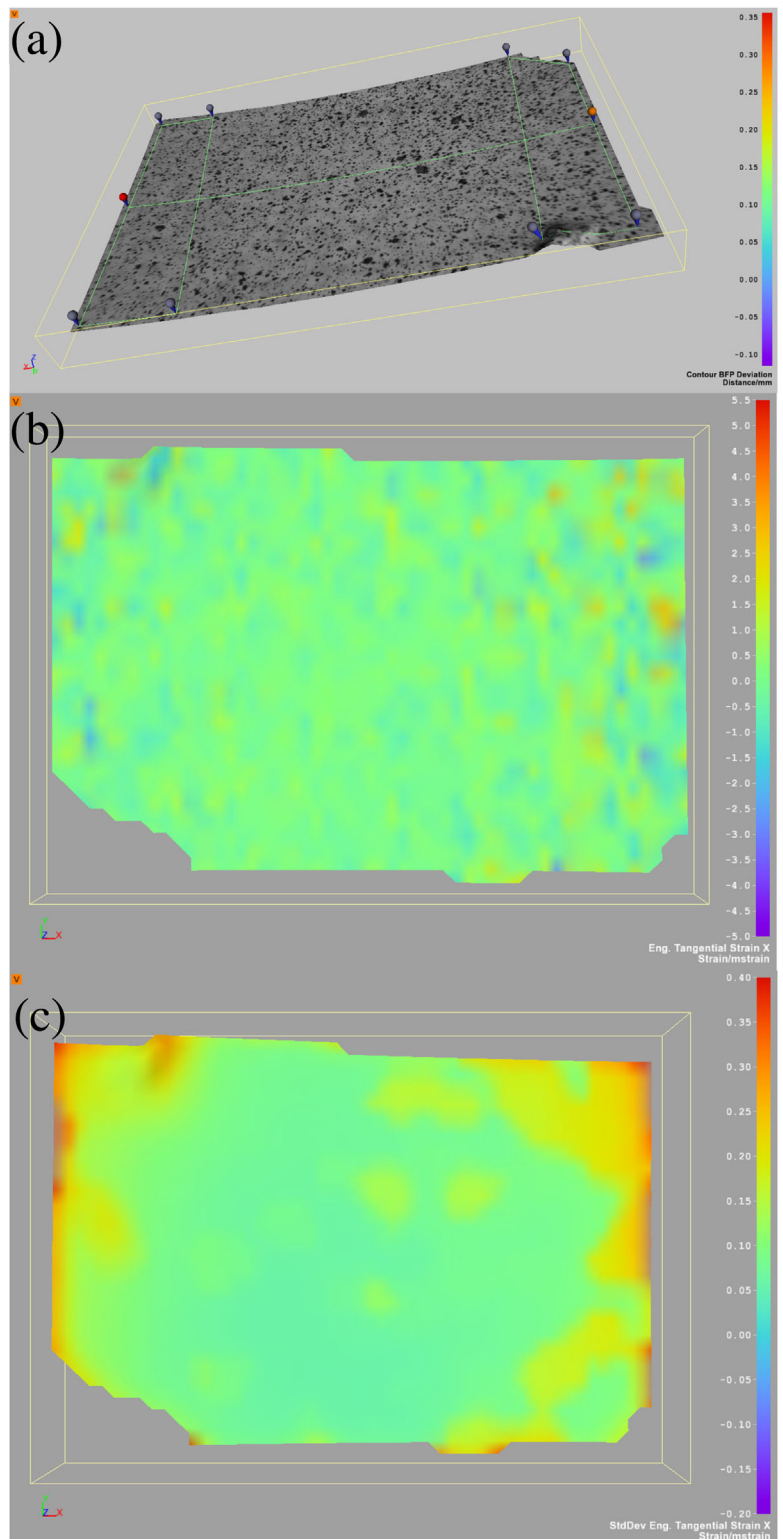 V
(a)
0.35
0.30
0.25
0.20
0.15
0.10
0.05
0.00
-0.05
-0.10
Contour BFP Deviation
Distance/mm
z
x
V
(b)
5.5
5.0
4.5
4.0
3.5
3.0
2.5
2.0
1.5
1.0
0.5
0.0
-0.5
-1.0
-1.5
-2.0
-2.5
-3.0
-3.5
-4.0
-4.5
-5.0
Y
Z X
Eng. Tangential Strain X
Strain/mstrain
V
(c)
0.40
0.35
0.30
0.25
0.20
0.15
0.10
0.05
0.00
-0.05
-0.10
-0.15
-0.20
Y
Z X
StdDev Eng. Tangential Strain X
Strain/mstrain